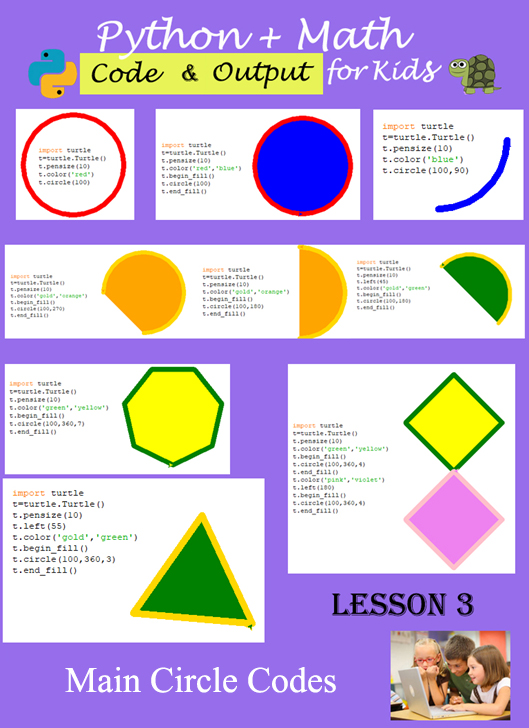 Python + Math
Code & Output for Kids
import turtle
t=turtle.Turtle()
t.pensize(10)
t.color('red')
t.circle(100)
import turtle
t=turtle.Turtle()
t.pensize(10)
t.color('red','blue')
t.begin_fill()
t.circle(100)
t.end_fill()
import turtle
t=turtle.Turtle()
t.pensize(10)
t.color('blue')
t.circle(100,90)
import turtle
t=turtle.Turtle()
t.pensize(10)
t.color('gold','orange')
t.begin_fill()
t.circle(100,270)
t.end_fill()
import turtle
t=turtle.Turtle()
t.pensize(10)
t.color('gold','orange')
t.begin_fill()
t.circle(100,180)
t.end_fill()
import turtle
t=turtle.Turtle()
t.pensize(10)
t.left(45)
t.color('gold','green')
t.begin_fill()
t.circle(100,180)
t.end_fill()
import turtle
t=turtle.Turtle()
t.pensize(10)
t.color('green','yellow')
t.begin_fill()
t.circle(100,360,7)
t.end_fill()
import turtle
t=turtle.Turtle()
t.pensize(10)
t.color('green','yellow')
t.begin_fill()
t.circle(100,360,4)
t.end_fill()
t.color('pink','violet')
t.left(180)
t.begin_fill()
t.circle(100,360,4)
t.end_fill()
import turtle
t=turtle.Turtle()
t.pensize(10)
t.left(55)
t.color('gold','green')
t.begin_fill()
t.circle(100,360,3)
t.end_fill()
LESSON 3
Main Circle Codes